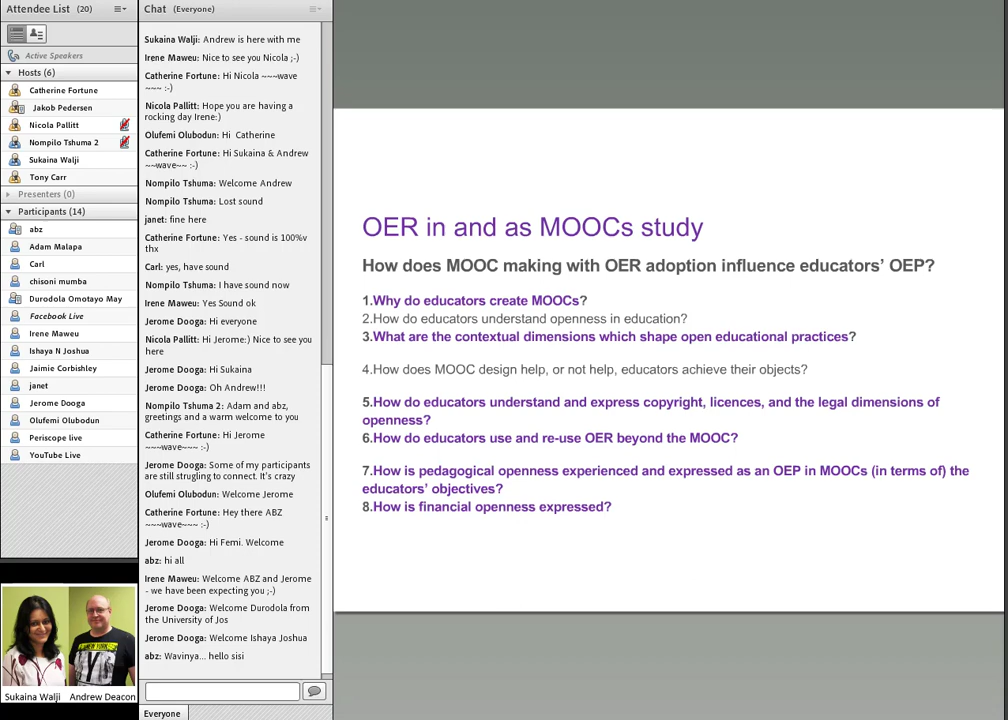 Attendee List (20)
Active Speakers
Hosts (6)
Catherine Fortune
Jakob Pedersen
Nicola Pallitt
Nompilo Tshuma 2
Sukaina Walji
Tony Carr
Presenters (0)
Participants (14)
abz
Adam Malapa
Carl
chisoni mumba
Durodola Omotayo May
Facebook Live
Irene Maweu
Ishaya N Joshua
Jaimie Corbishley
janet
Jerome Dooga
Olufemi Olubodun
Periscope live
YouTube Live
Sukaina Walji
Andrew Deacon
Chat (Everyone)
Sukaina Walji: Andrew is here with me
Irene Maweu: Nice to see you Nicola ;-)
Catherine Fortune: Hi Nicola ~~~wave
~~~ :-)
Nicola Pallitt: Hope you are having a
rocking day Irene:)
Olufemi Olubodun: Hi  Catherine
Catherine Fortune: Hi Sukaina & Andrew
~~wave~~ :-)
Nompilo Tshuma: Welcome Andrew
Nompilo Tshuma: Lost sound
janet: fine here
Catherine Fortune: Yes - sound is 100%v
thx
Carl: yes, have sound
Nompilo Tshuma: I have sound now
Irene Maweu: Yes Sound ok
Jerome Dooga: Hi everyone
Nicola Pallitt: Hi Jerome:) Nice to see you
here
Jerome Dooga: Hi Sukaina
Jerome Dooga: Oh Andrew!!!
Nompilo Tshuma 2: Adam and abz,
greetings and a warm welcome to you
Catherine Fortune: Hi Jerome
~~~wave~~~ :-)
Jerome Dooga: Some of my participants
are still strugling to connect. It's crazy
Olufemi Olubodun: Welcome Jerome
Catherine Fortune: Hey there ABZ
~~~wave~~~ :-)
Jerome Dooga: Hi Femi. Welcome
abz: hi all
Irene Maweu: Welcome ABZ and Jerome
- we have been expecting you ;-)
Jerome Dooga: Welcome Durodola from
the University of Jos
Jerome Dooga: Welcome Ishaya Joshua
abz: Wavinya... hello sisi
Everyone
OER in and as MOOCs study
How does MOOC making with OER adoption influence educators’ OEP?
1.Why do educators create MOOCs?
2.How do educators understand openness in education?
3.What are the contextual dimensions which shape open educational practices?
4.How does MOOC design help, or not help, educators achieve their objects?
5.How do educators understand and express copyright, licences, and the legal dimensions of
openness?
6.How do educators use and re-use OER beyond the MOOC?
7.How is pedagogical openness experienced and expressed as an OEP in MOOCs (in terms of) the
educators’ objectives?
8.How is financial openness expressed?